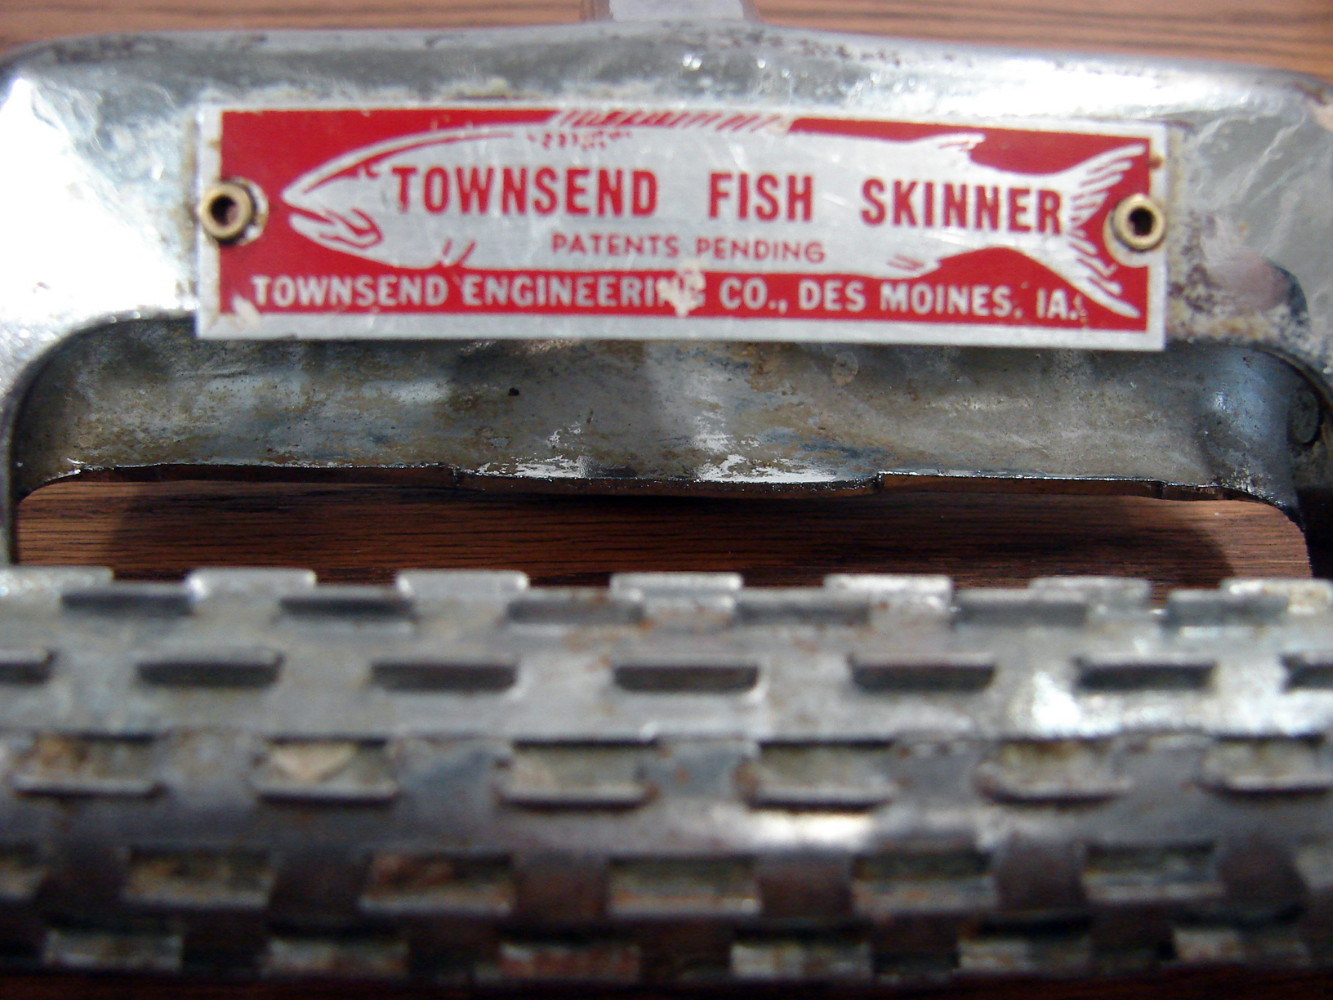 TOWNSEND FISH SKINNER
PATENTS PENDING
TOWNSEND ENGINEERING CO., DES MOINES, IA.